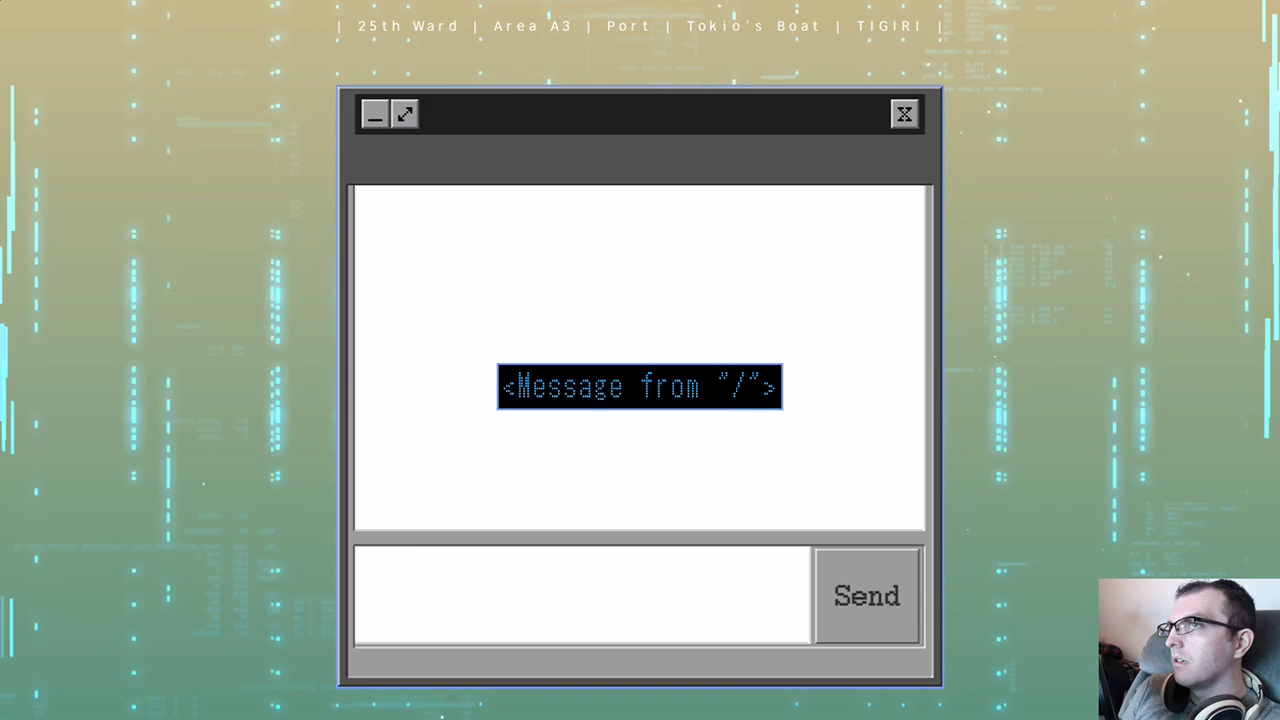 | 25th Ward | Area A3 | Port | Tokio's Boat | TIGIRI |
X
<Message from "/">
Send